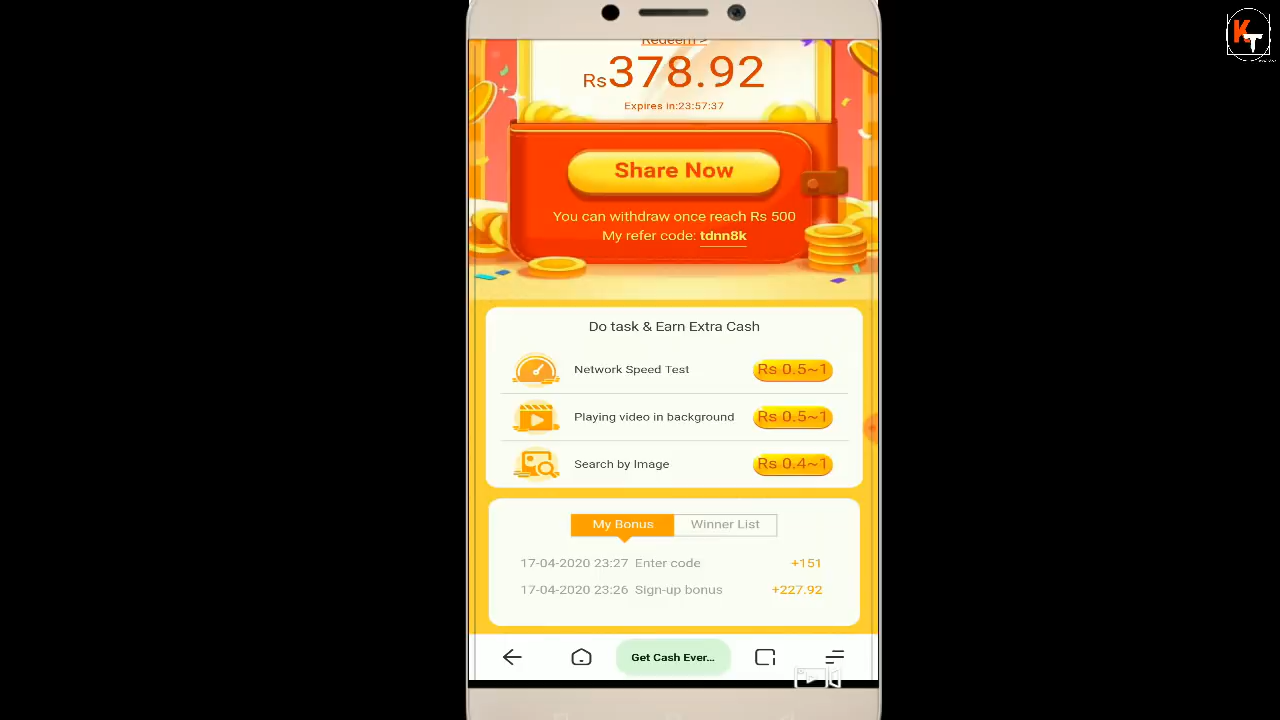 KT
Redeem >
Rs378.92
Expires in:23:57:37
Share Now
You can withdraw once reach Rs 500
My refer code: tdnn8k
Do task & Earn Extra Cash
Network Speed Test Rs 0.5~1
Playing video in background Rs 0.5~1
Search by Image Rs 0.4~1
My Bonus Winner List
17-04-2020 23:27 Enter code +151
17-04-2020 23:26 Sign-up bonus +227.92
Get Cash Ever...